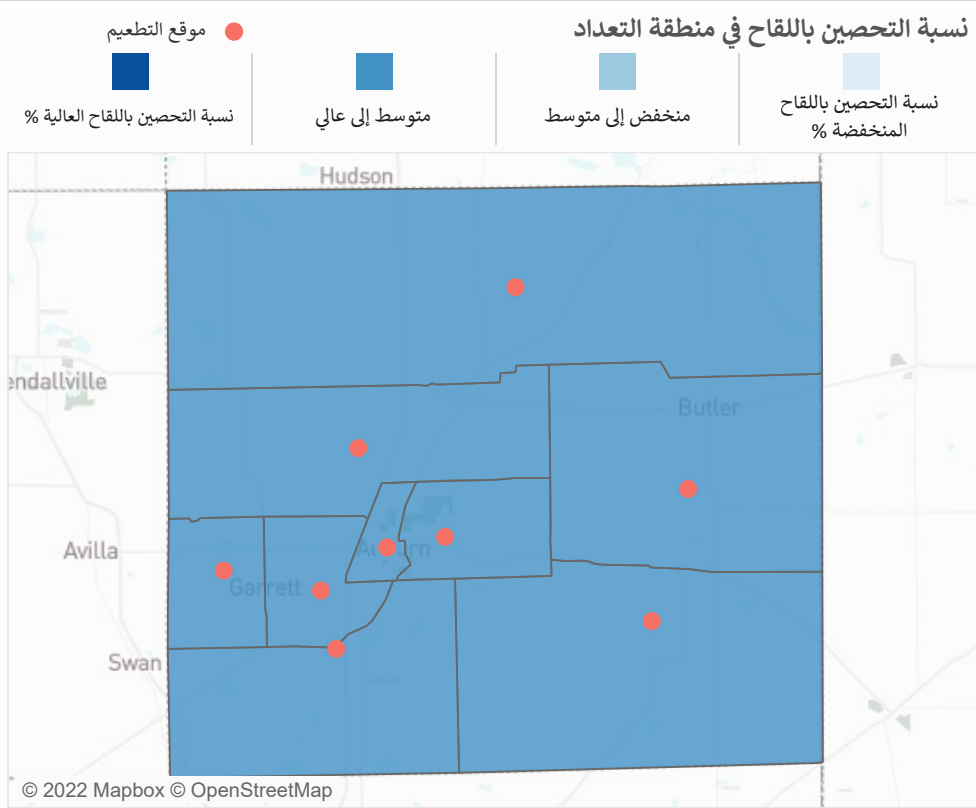 نسبة التحصين باللقاح في منطقة التعداد
موقع التطعيم
نسبة التحصين باللقاح
المنخفضة %
منخفض إلى متوسط
متوسط إلى عالي
نسبة التحصين باللقاح العالية %
Hudson
endallville
Butler
Avilla
Auburn
Garrett
Swan
© 2022 Mapbox © OpenStreetMap